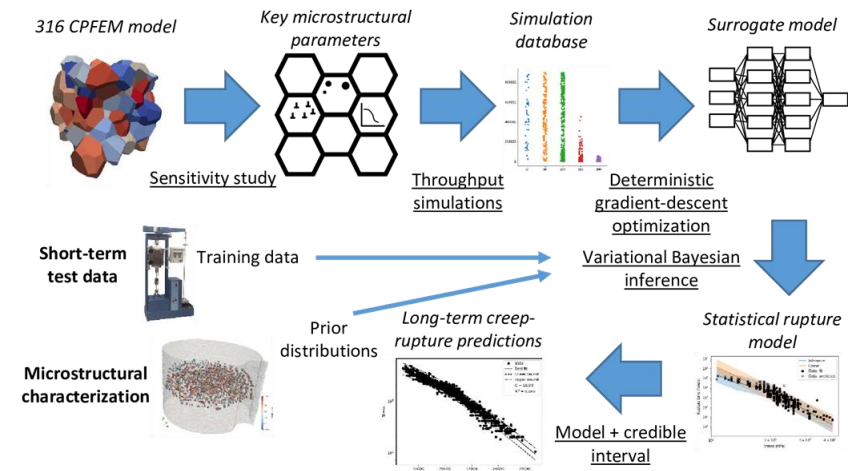 316 CPFEM model
Key microstructural
parameters
Simulation
database
Surrogate model
Sensitivity study
Throughput
simulations
Deterministic
gradient-descent
optimization
Short-term
test data
Training data
Variational Bayesian
inference
Prior
distributions
Long-term creep-
rupture predictions
Statistical rupture
model
Microstructural
characterization
Model + credible
interval